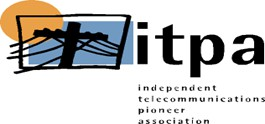 itpa
independent
telecommunications
pioneer
association